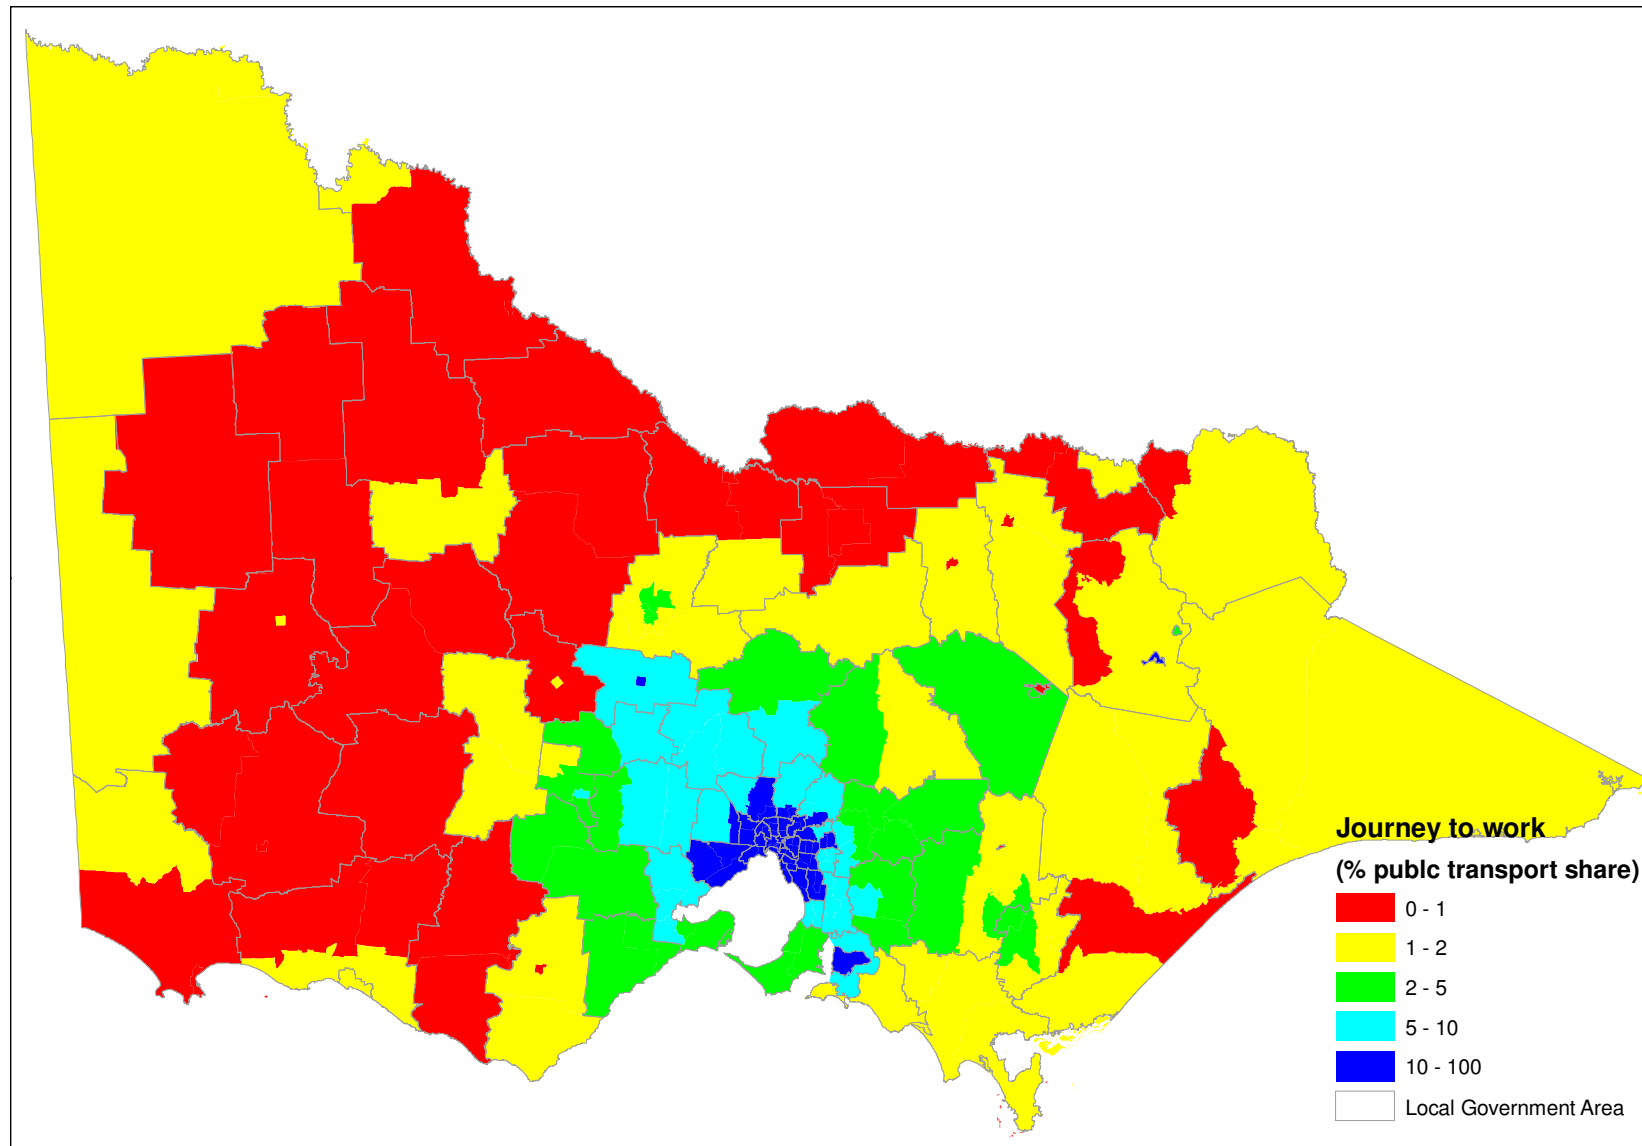 Journey to work
(% publc transport share)
0 - 1
1 - 2
2 - 5
5 - 10
10 - 100
Local Government Area